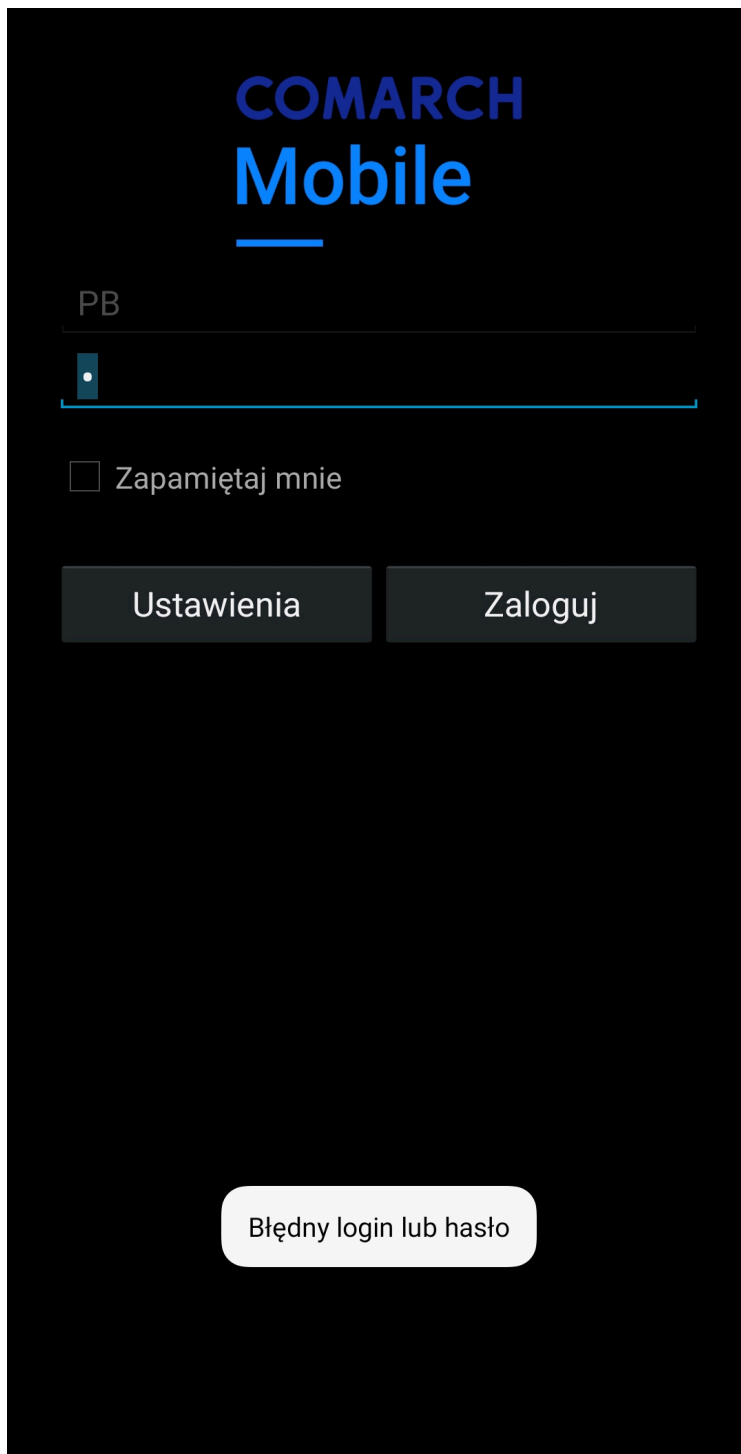 COMARCH
Mobile
PB
•
Zapamiętaj mnie
Ustawienia
Zaloguj
Błędny login lub hasło